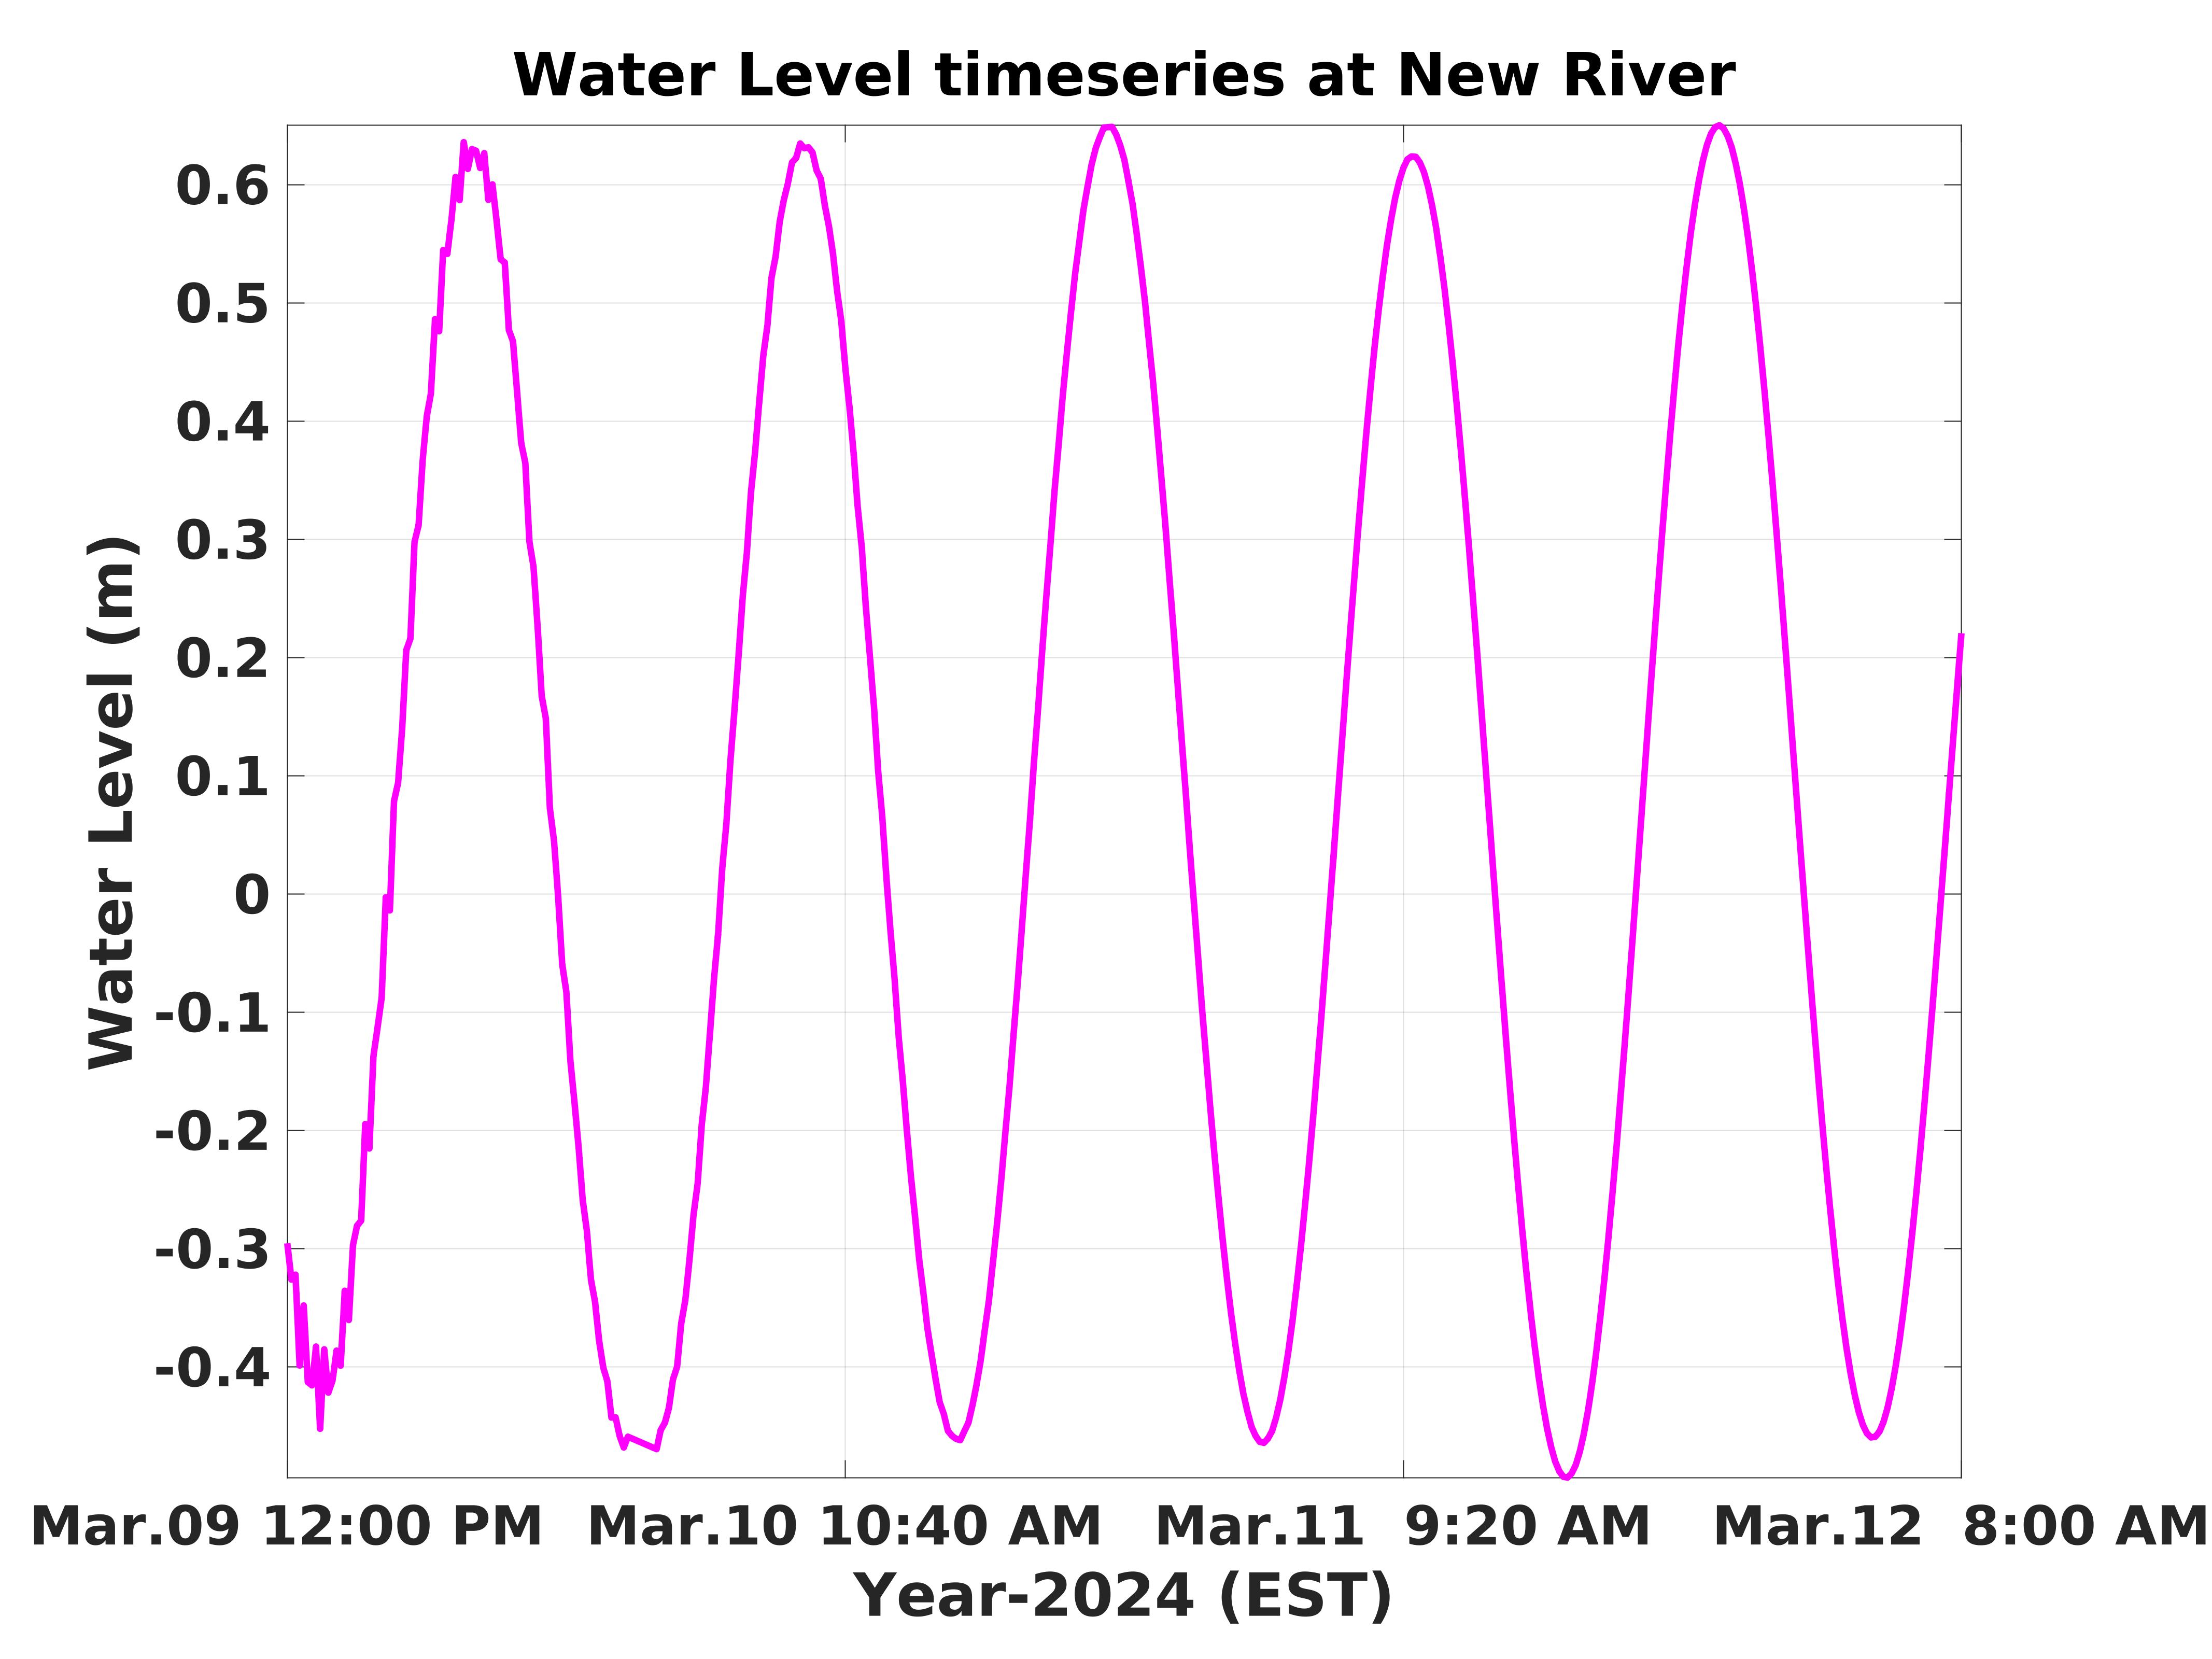 Water Level timeseries at New River
Water Level (m)
0.6
0.5
0.4
0.3
0.2
0.1
0
-0.1
-0.2
-0.3
-0.4
Mar.09 12:00 PM Mar.10 10:40 AM Mar.11 9:20 AM Mar.12 8:00 AM
Year-2024 (EST)